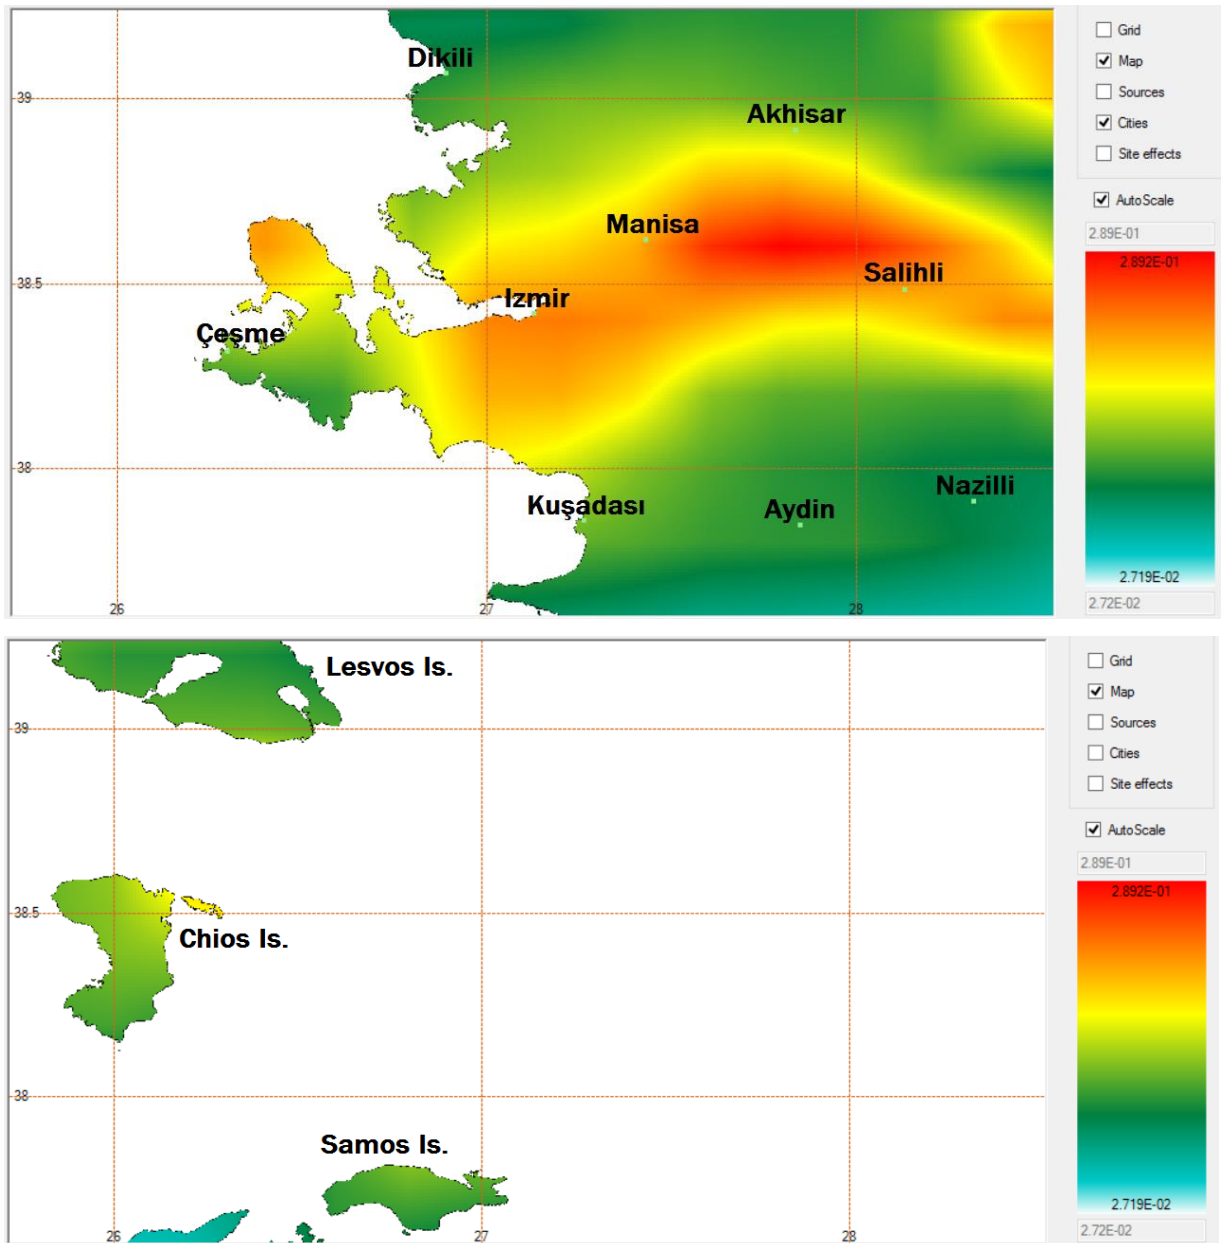 Dikili
39
Akhisar
Manisa
38.5
Izmir
Salihli
Çeşme
38
Kuşadası
Aydin
Nazilli
26
27
28
Grid
Map
Sources
Cities
Site effects
AutoScale
2.89E-01
2.892E-01
2.719E-02
2.72E-02
Lesvos Is.
39
38.5
Chios Is.
38
Samos Is.
26
27
28
Grid
Map
Sources
Cities
Site effects
AutoScale
2.89E-01
2.892E-01
2.719E-02
2.72E-02